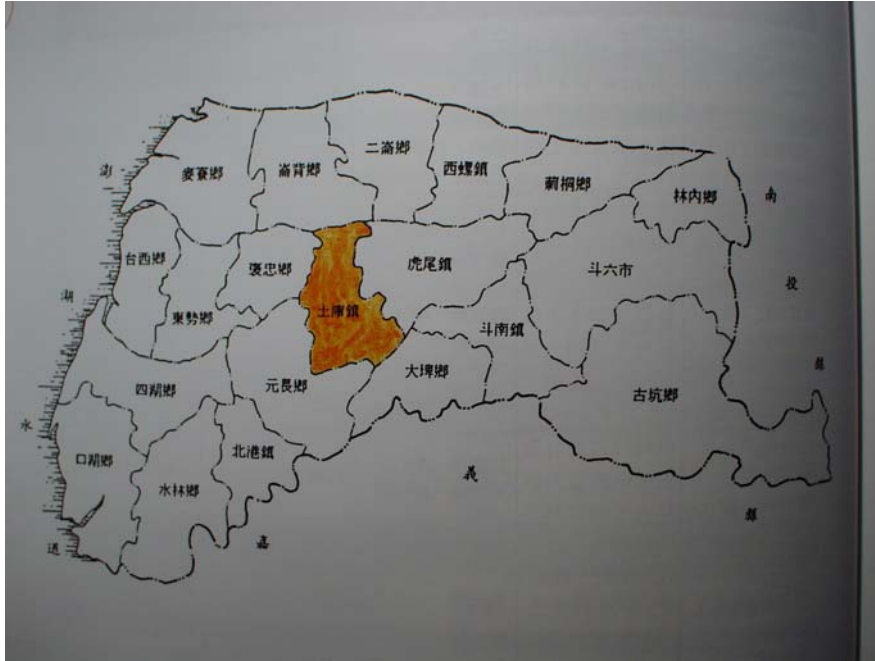 二崙鄉
西螺鎮
崙背鄉
麥寮鄉
莿桐鄉
林內鄉
南
投
縣
澎
湖
水
道
台西鄉
褒忠鄉
虎尾鎮
斗六市
東勢鄉
土庫鎮
斗南鎮
四湖鄉
元長鄉
大埤鄉
古坑鄉
口湖鄉
水林鄉
北港鎮
嘉
義
縣